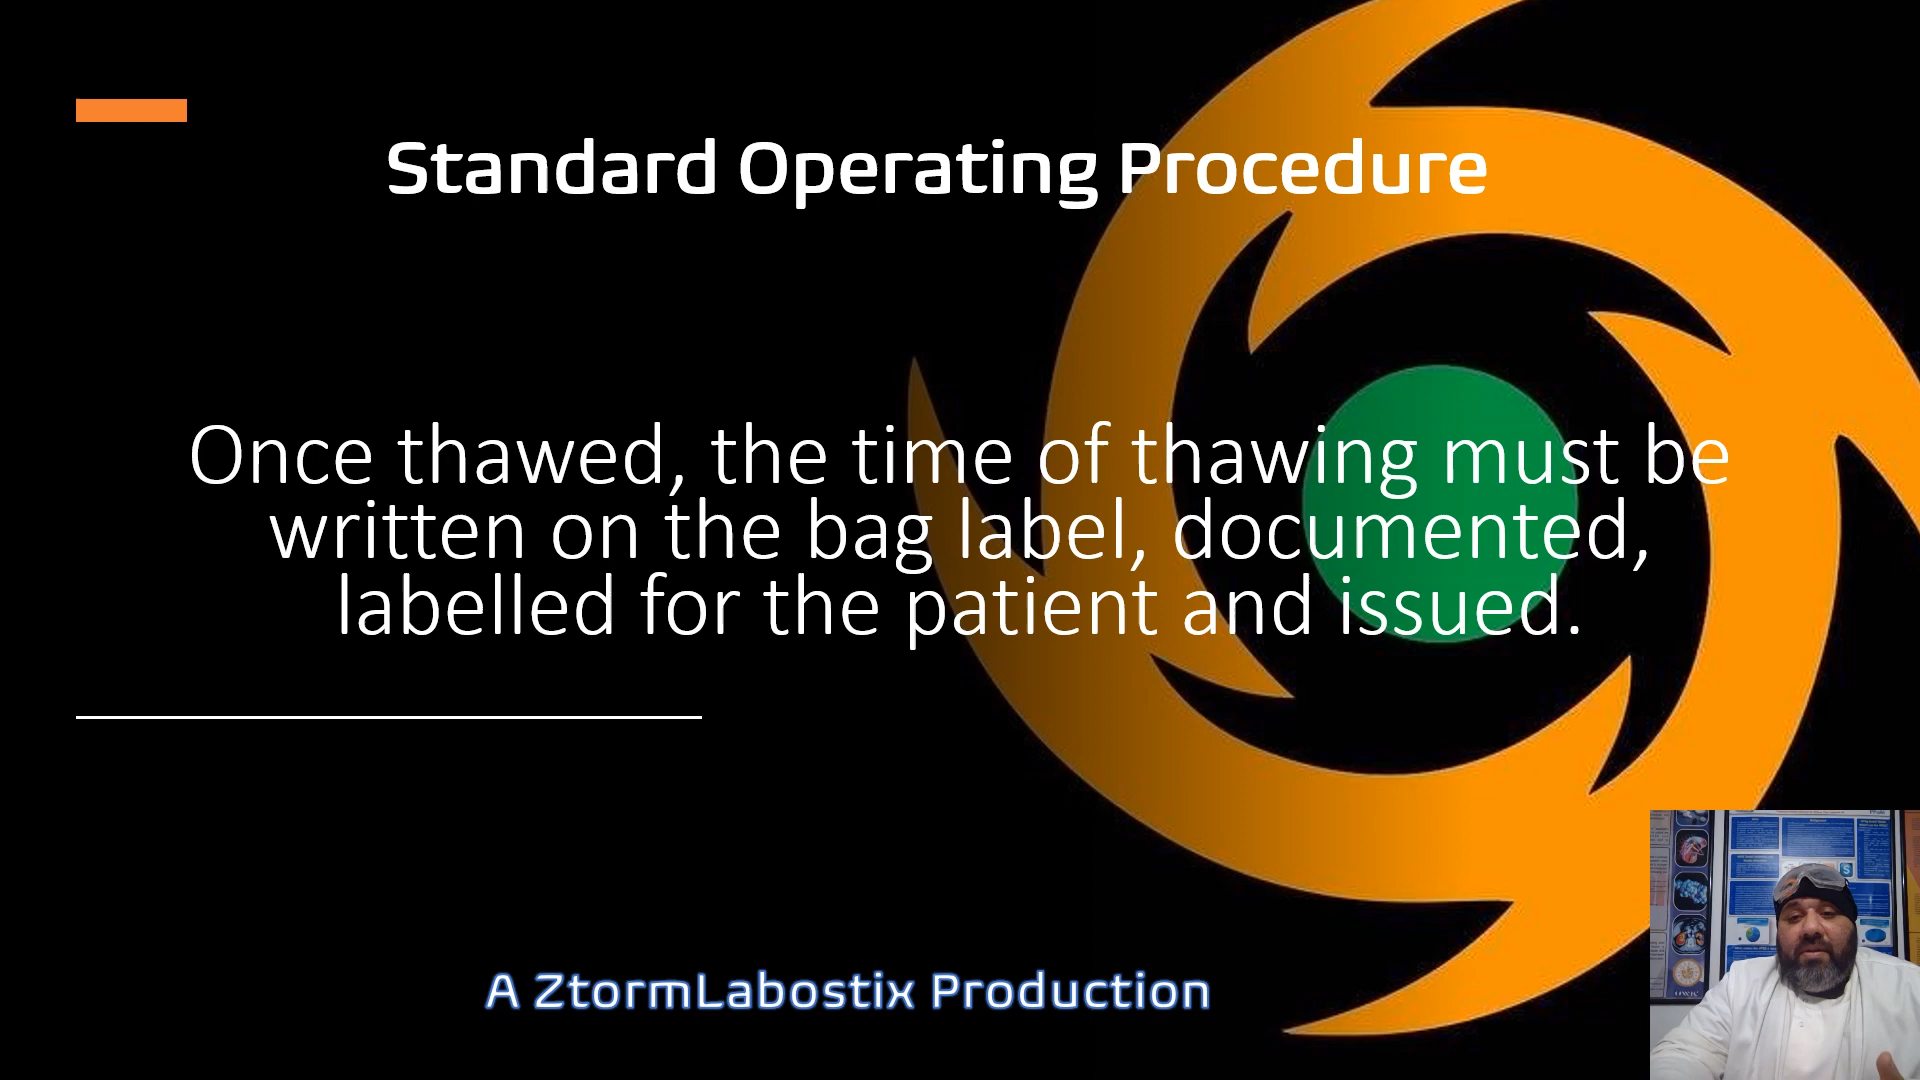 Standard Operating Procedure
Once thawed, the time of thawing must be
written on the bag label, documented,
labelled for the patient and issued.
A ZtormLabostix Production